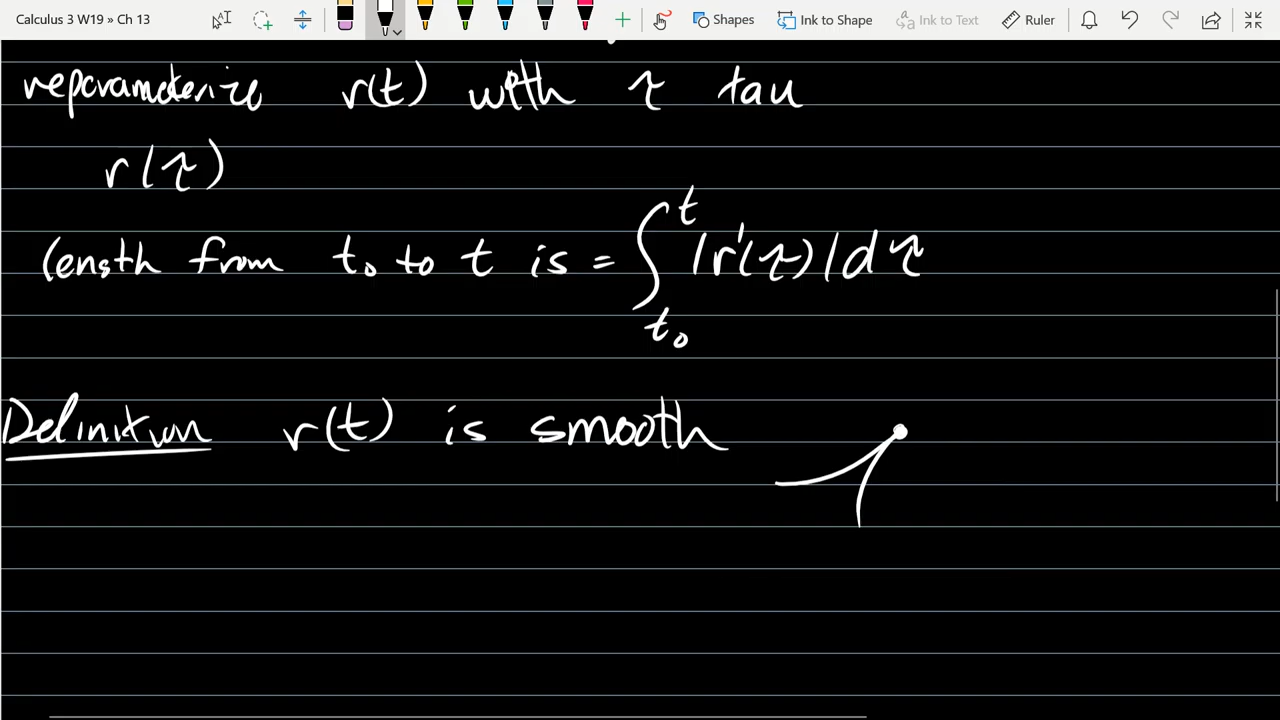 Calculus 3 W19 » Ch 13
Shapes
Ink to Shape
Ink to Text
Ruler
reparameterize r(t) with τ tau
r(τ)
length from t₀ to t is = ∫_{t₀}^{t} |r'(τ)| dτ
Definition r(t) is smooth